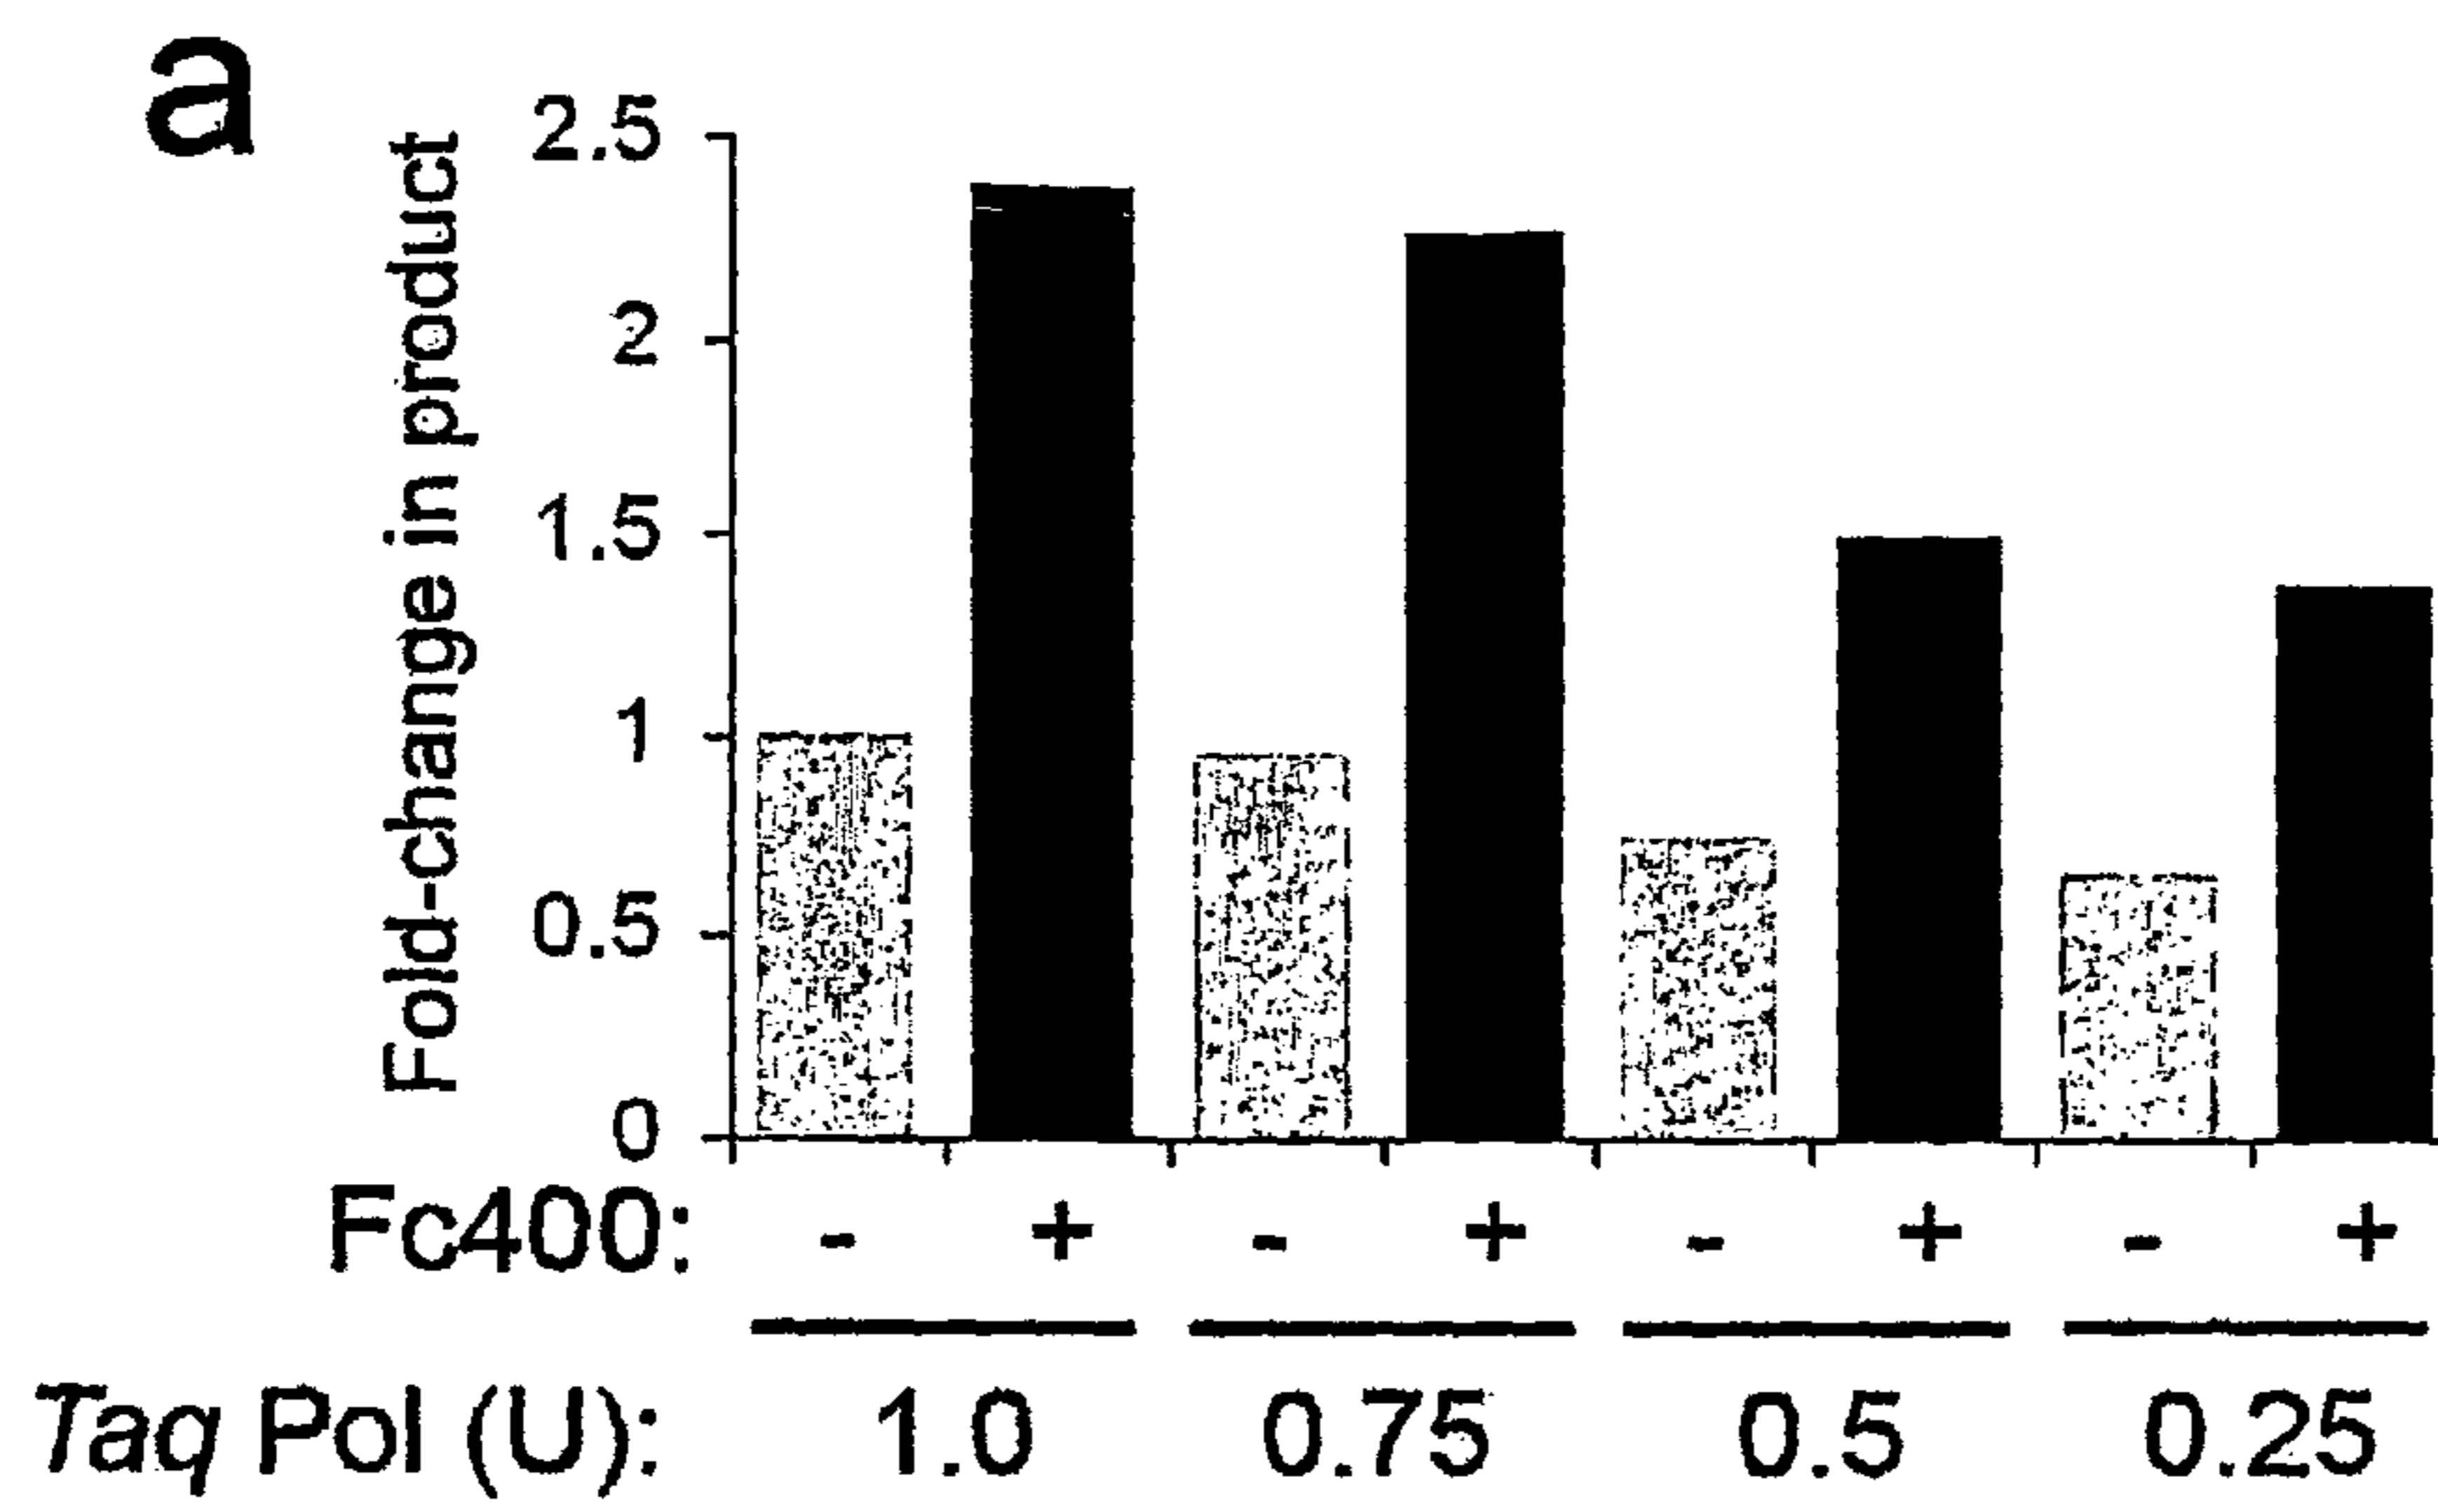 a
Fold-change in product
2.5
2
1.5
1
0.5
0
Fc400: - + - + - + - +
Taq Pol (U): 1.0 0.75 0.5 0.25